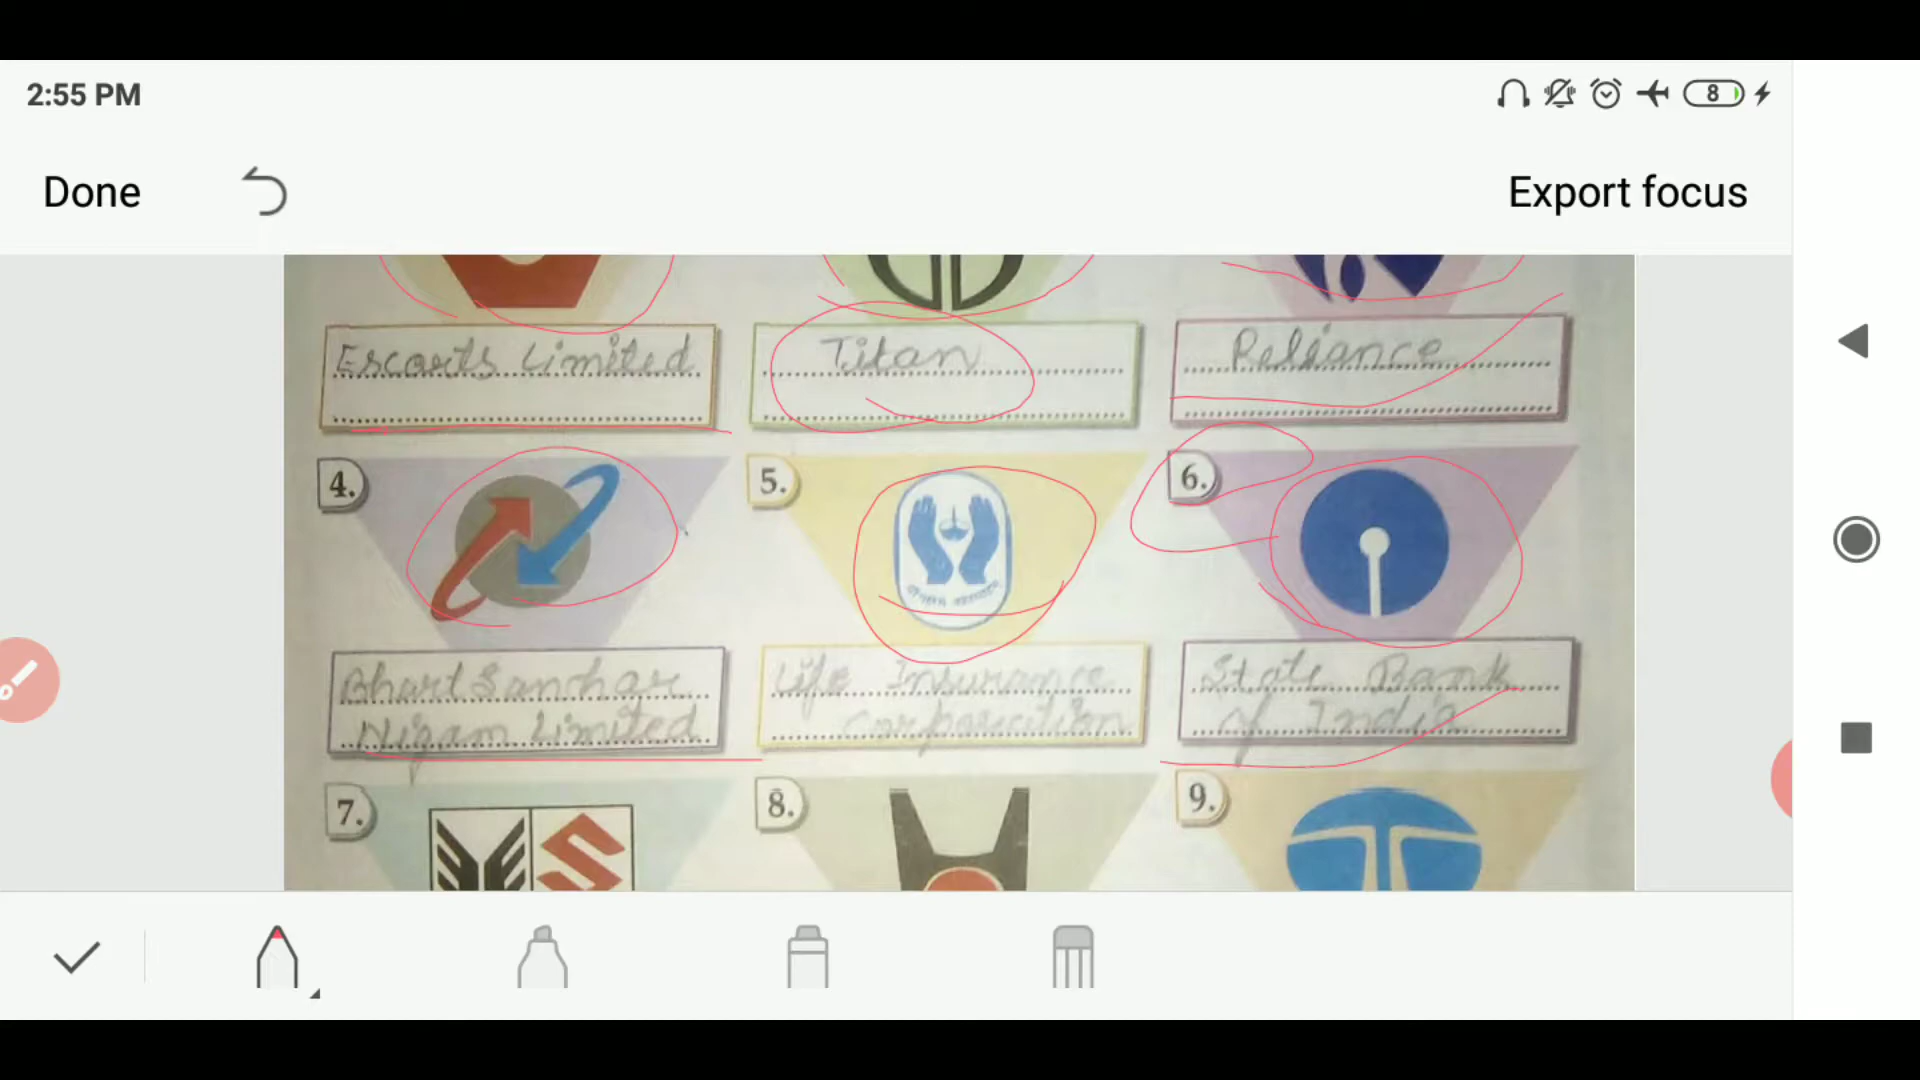 2:55 PM
8
Done
Export focus
Escorts Limited
Titan
Reliance
4.
5.
6.
Bhart Sanchar
Nigam Limited
Life Insurance
Corporation
State Bank
of India
7.
8.
9.